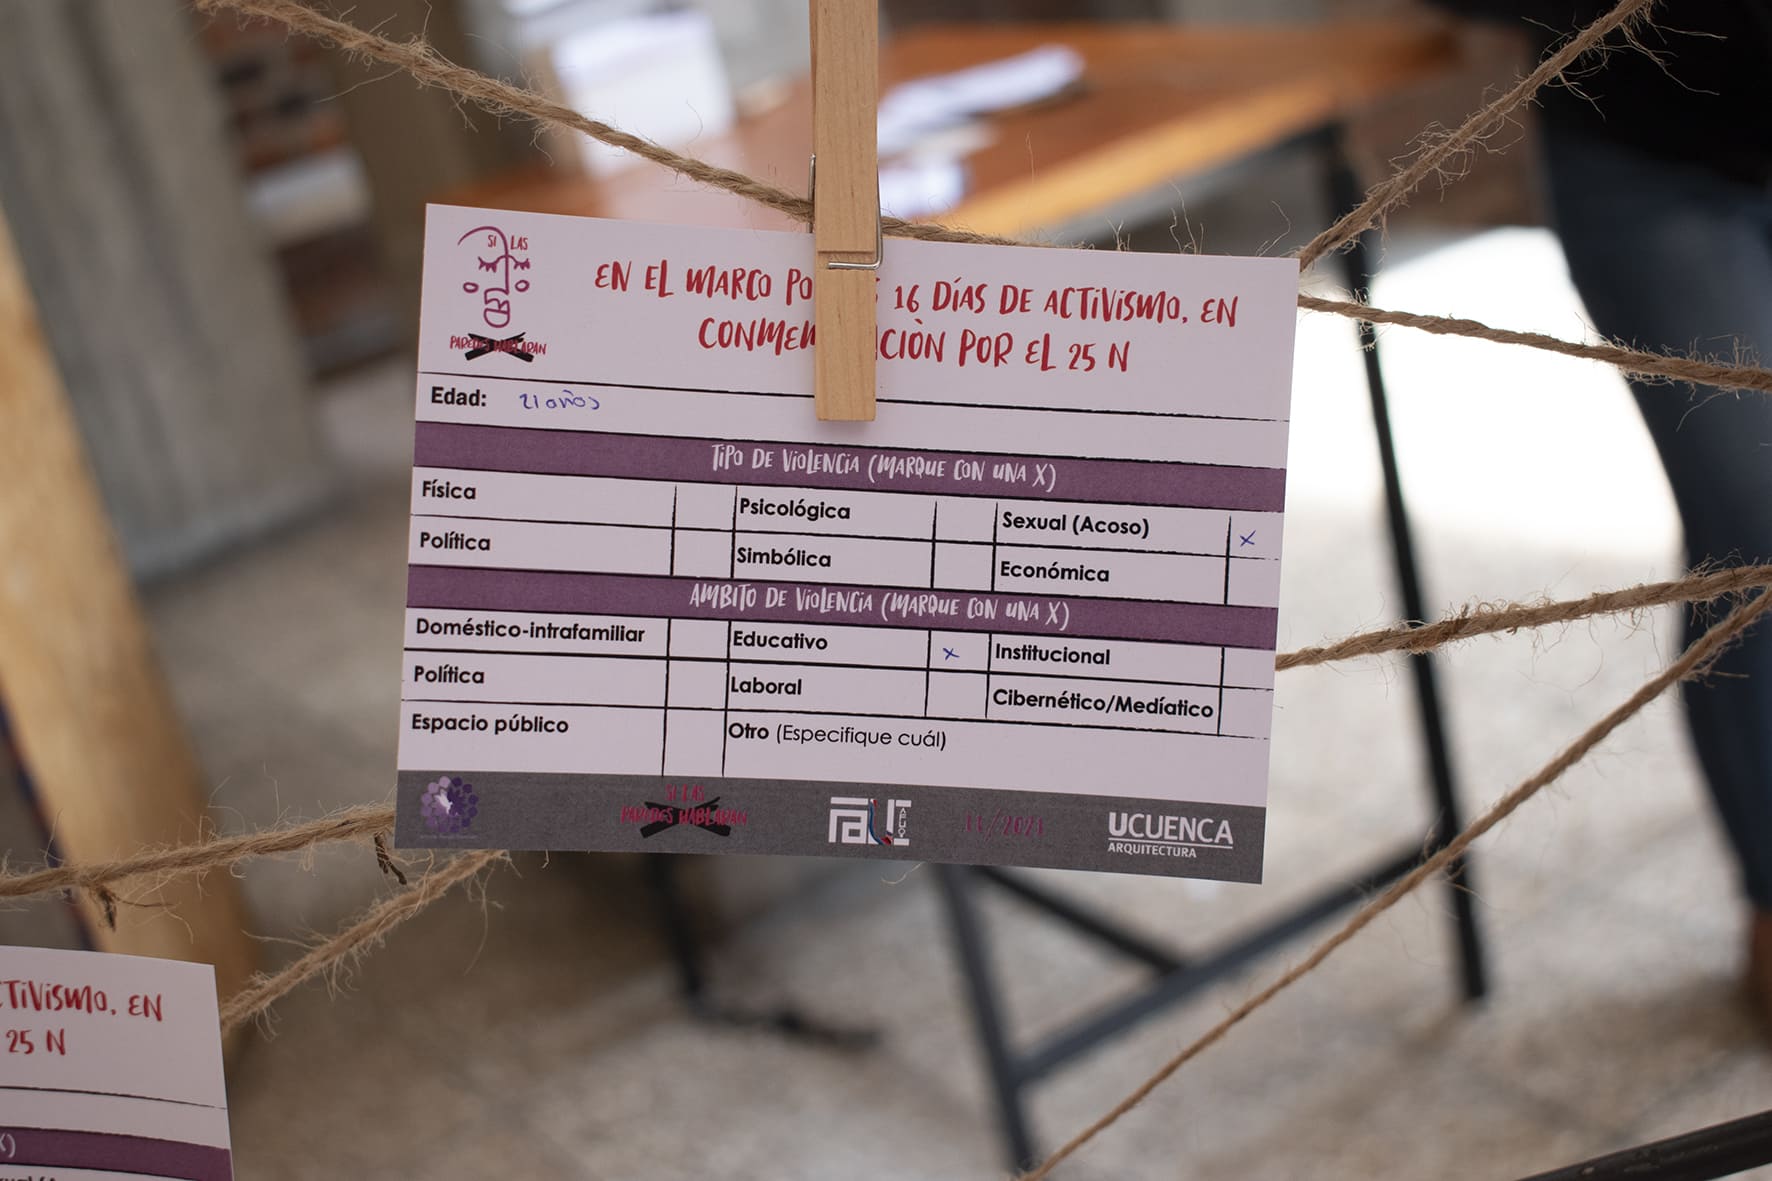 SI LAS
PAREDES HABLARAN
EN EL MARCO PO 16 DÍAS DE ACTIVISMO, EN
CONMEM CIÒN POR EL 25 N
Edad: 21 años
TIPO DE VIOLENCIA (MARQUE CON UNA X)
Física Psicológica Sexual (Acoso) X
Política Simbólica Económica
AMBITO DE VIOLENCIA (MARQUE CON UNA X)
Doméstico-intrafamiliar Educativo X Institucional
Política Laboral Cibernético/Medíatico
Espacio público Otro (Especifique cuál)
SI LAS
PAREDES HABLARAN
FAU 11/2021 UCUENCA
ARQUITECTURA
CTIVISMO, EN
25 N
X)